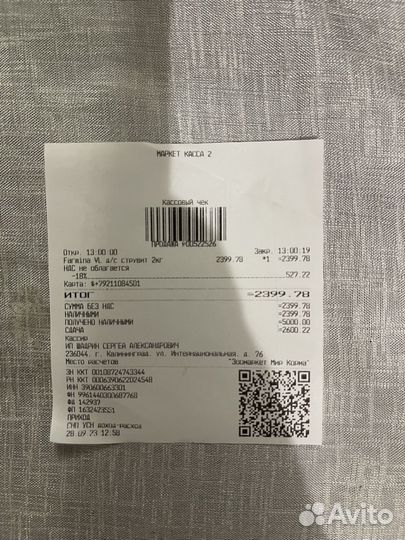 МАРКЕТ КАССА 2
Кассовый чек
ПРОДАЖА №00522526
Откр. 13:00:00 Закр. 13:00:19
Farmina VL д/с струвит 2кг 2399.78 *1 =2399.78
НДС не облагается
-18% 527.22
Карта: №+79211084501
ИТОГ =2399.78
СУММА БЕЗ НДС =2399.78
НАЛИЧНЫМИ =2399.78
ПОЛУЧЕНО НАЛИЧНЫМИ =5000.00
СДАЧА =2600.22
Кассир
ИП ШАДРИН СЕРГЕЙ АЛЕКСАНДРОВИЧ
236044, г. Калининград, ул. Интернациональная, д. 76
Место расчетов "Зоомаркет Мир Корма"
ЗН ККТ 00108724743344
РН ККТ 0006390622024548
ИНН 390600663301
ФН 9961440300687768
ФД 142937
ФП 1632423551
ПРИХОД
СНО УСН доход-расход
28.09.23 12:58
Avito